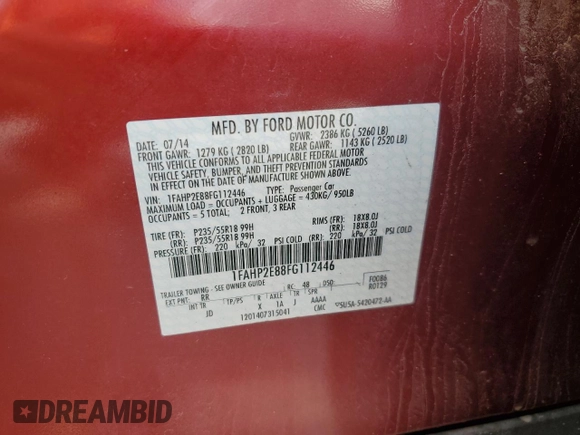 MFD. BY FORD MOTOR CO.
DATE: 07/14 GVWR: 2386 KG ( 5260 LB)
FRONT GAWR: 1279 KG ( 2820 LB) REAR GAWR: 1143 KG ( 2520 LB)
THIS VEHICLE CONFORMS TO ALL APPLICABLE FEDERAL MOTOR
VEHICLE SAFETY, BUMPER, AND THEFT PREVENTION STANDARDS
IN EFFECT ON THE DATE OF MANUFACTURE SHOWN ABOVE.
VIN: 1FAHP2E88FG112446 TYPE: Passenger Car
MAXIMUM LOAD = OCCUPANTS + LUGGAGE = 430KG/ 950LB
OCCUPANTS = 5 TOTAL: 2 FRONT, 3 REAR
TIRE (FR): P235/55R18 99H RIMS (FR): 18X8.0J
(RR): P235/55R18 99H (RR): 18X8.0J
PRESSURE (FR): 220 kPa/ 32 PSI COLD (RR): 220 kPa/ 32 PSI COLD
1FAHP2E88FG112446
TRAILER TOWING - SEE OWNER GUIDE
RC: 48 DSO:
F0086
R0129
EXT PNT: RR
INT TR TP/PS R AXLE TR SPR
JD X 1A J AAAA
1201407315041 CMC
DREAMBID